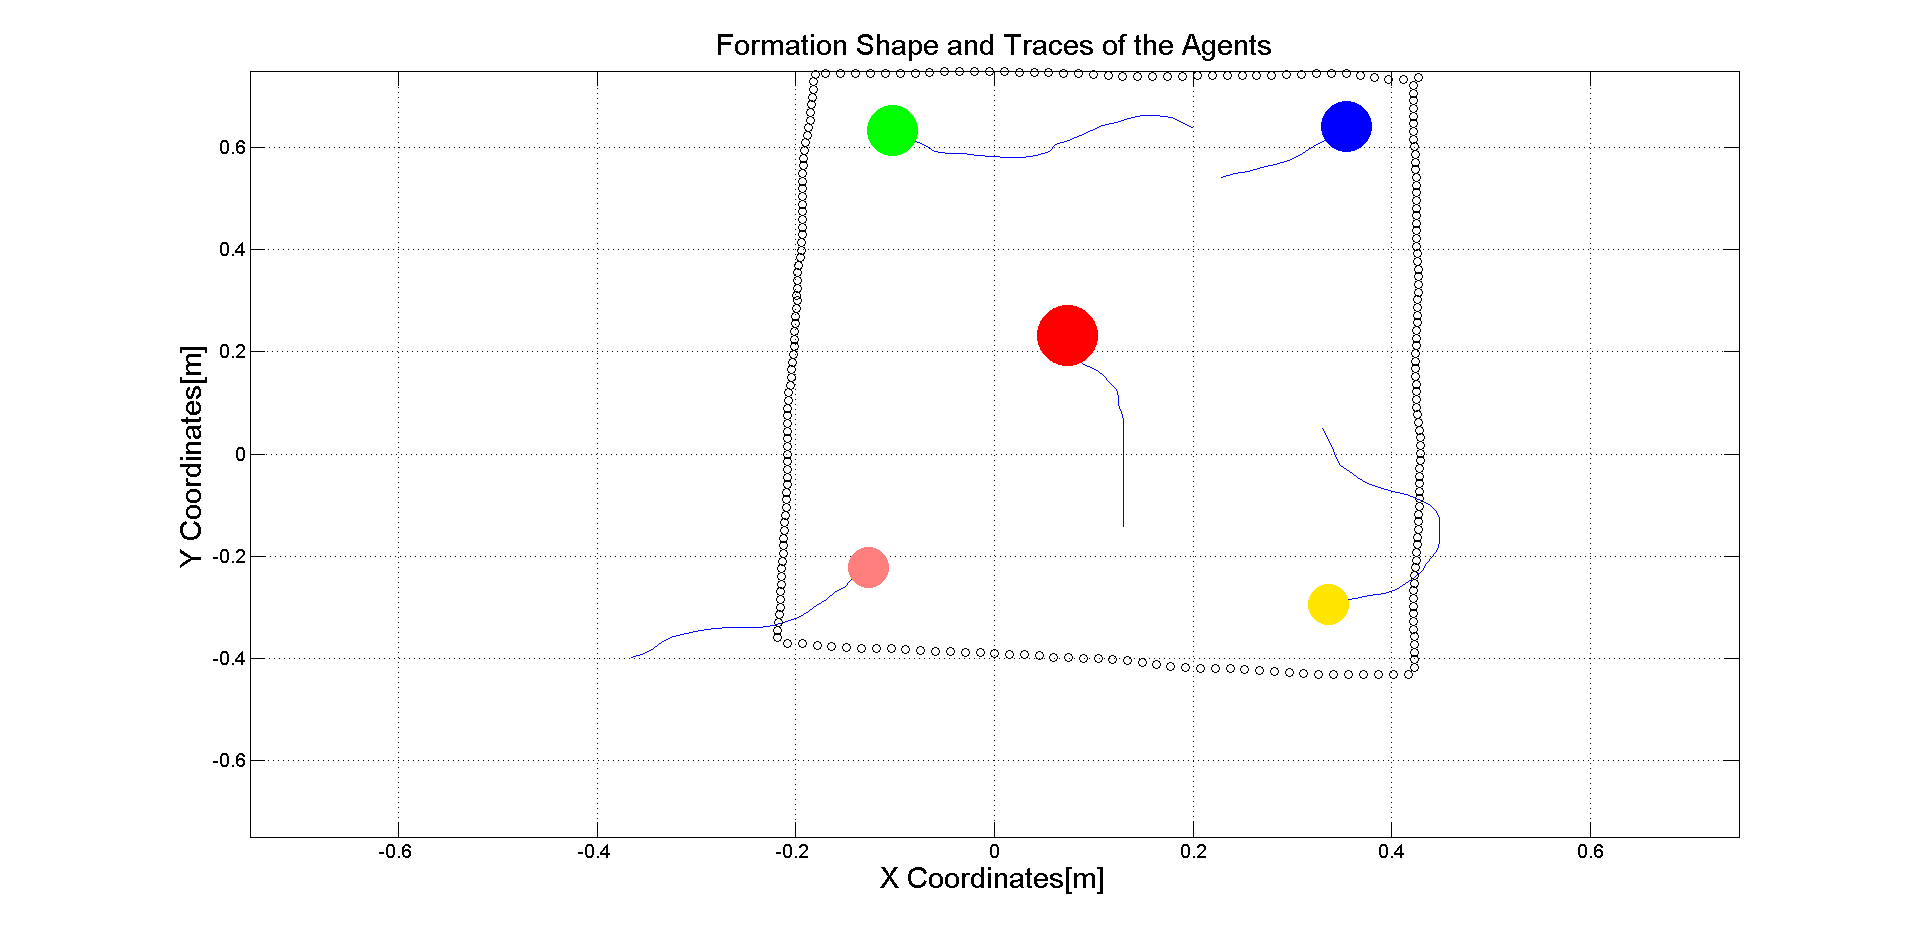 Formation Shape and Traces of the Agents
0.6
0.4
0.2
0
-0.2
-0.4
-0.6
Y Coordinates[m]
-0.6 -0.4 -0.2 0 0.2 0.4 0.6
X Coordinates[m]